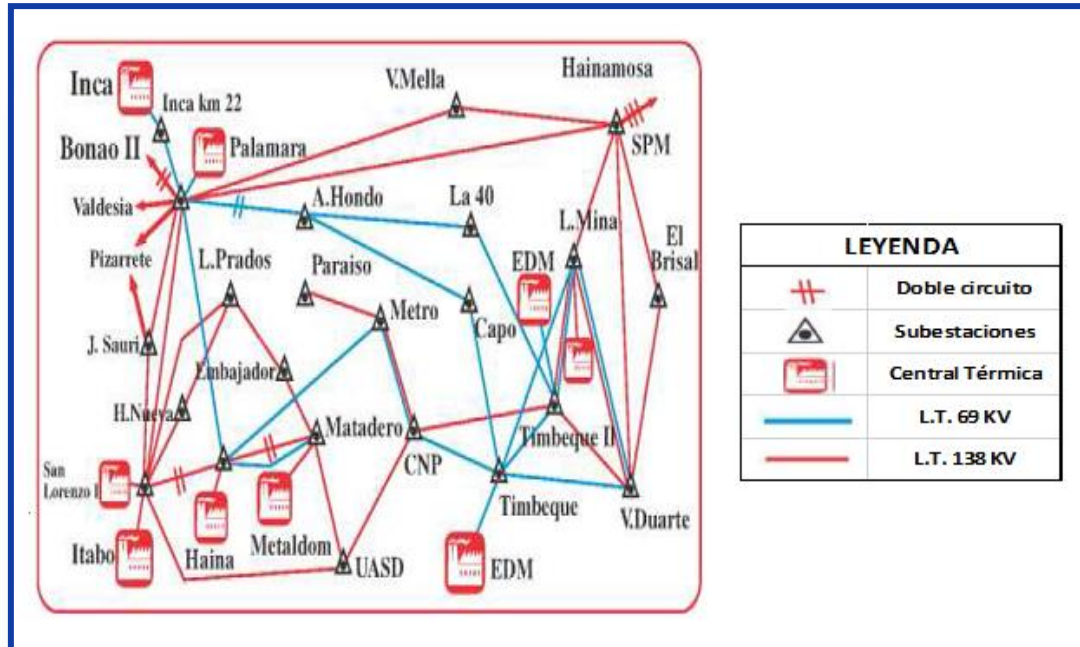 Hainamosa
V.Mella
Inca
Inca km 22
SPM
Bonao II
Palamara
Valdesia
A.Hondo
La 40
L.Mina
El
Brisal
Pizarrete
L.Prados
Paraiso
EDM
Metro
Capo
J. Sauri
Embajador
H.Nueva
Matadero
Timbeque II
CNP
San
Lorenzo I
Timbeque
V.Duarte
Itabo
Haina
Metaldom
UASD
EDM
LEYENDA
Doble circuito
Subestaciones
Central Térmica
L.T. 69 KV
L.T. 138 KV